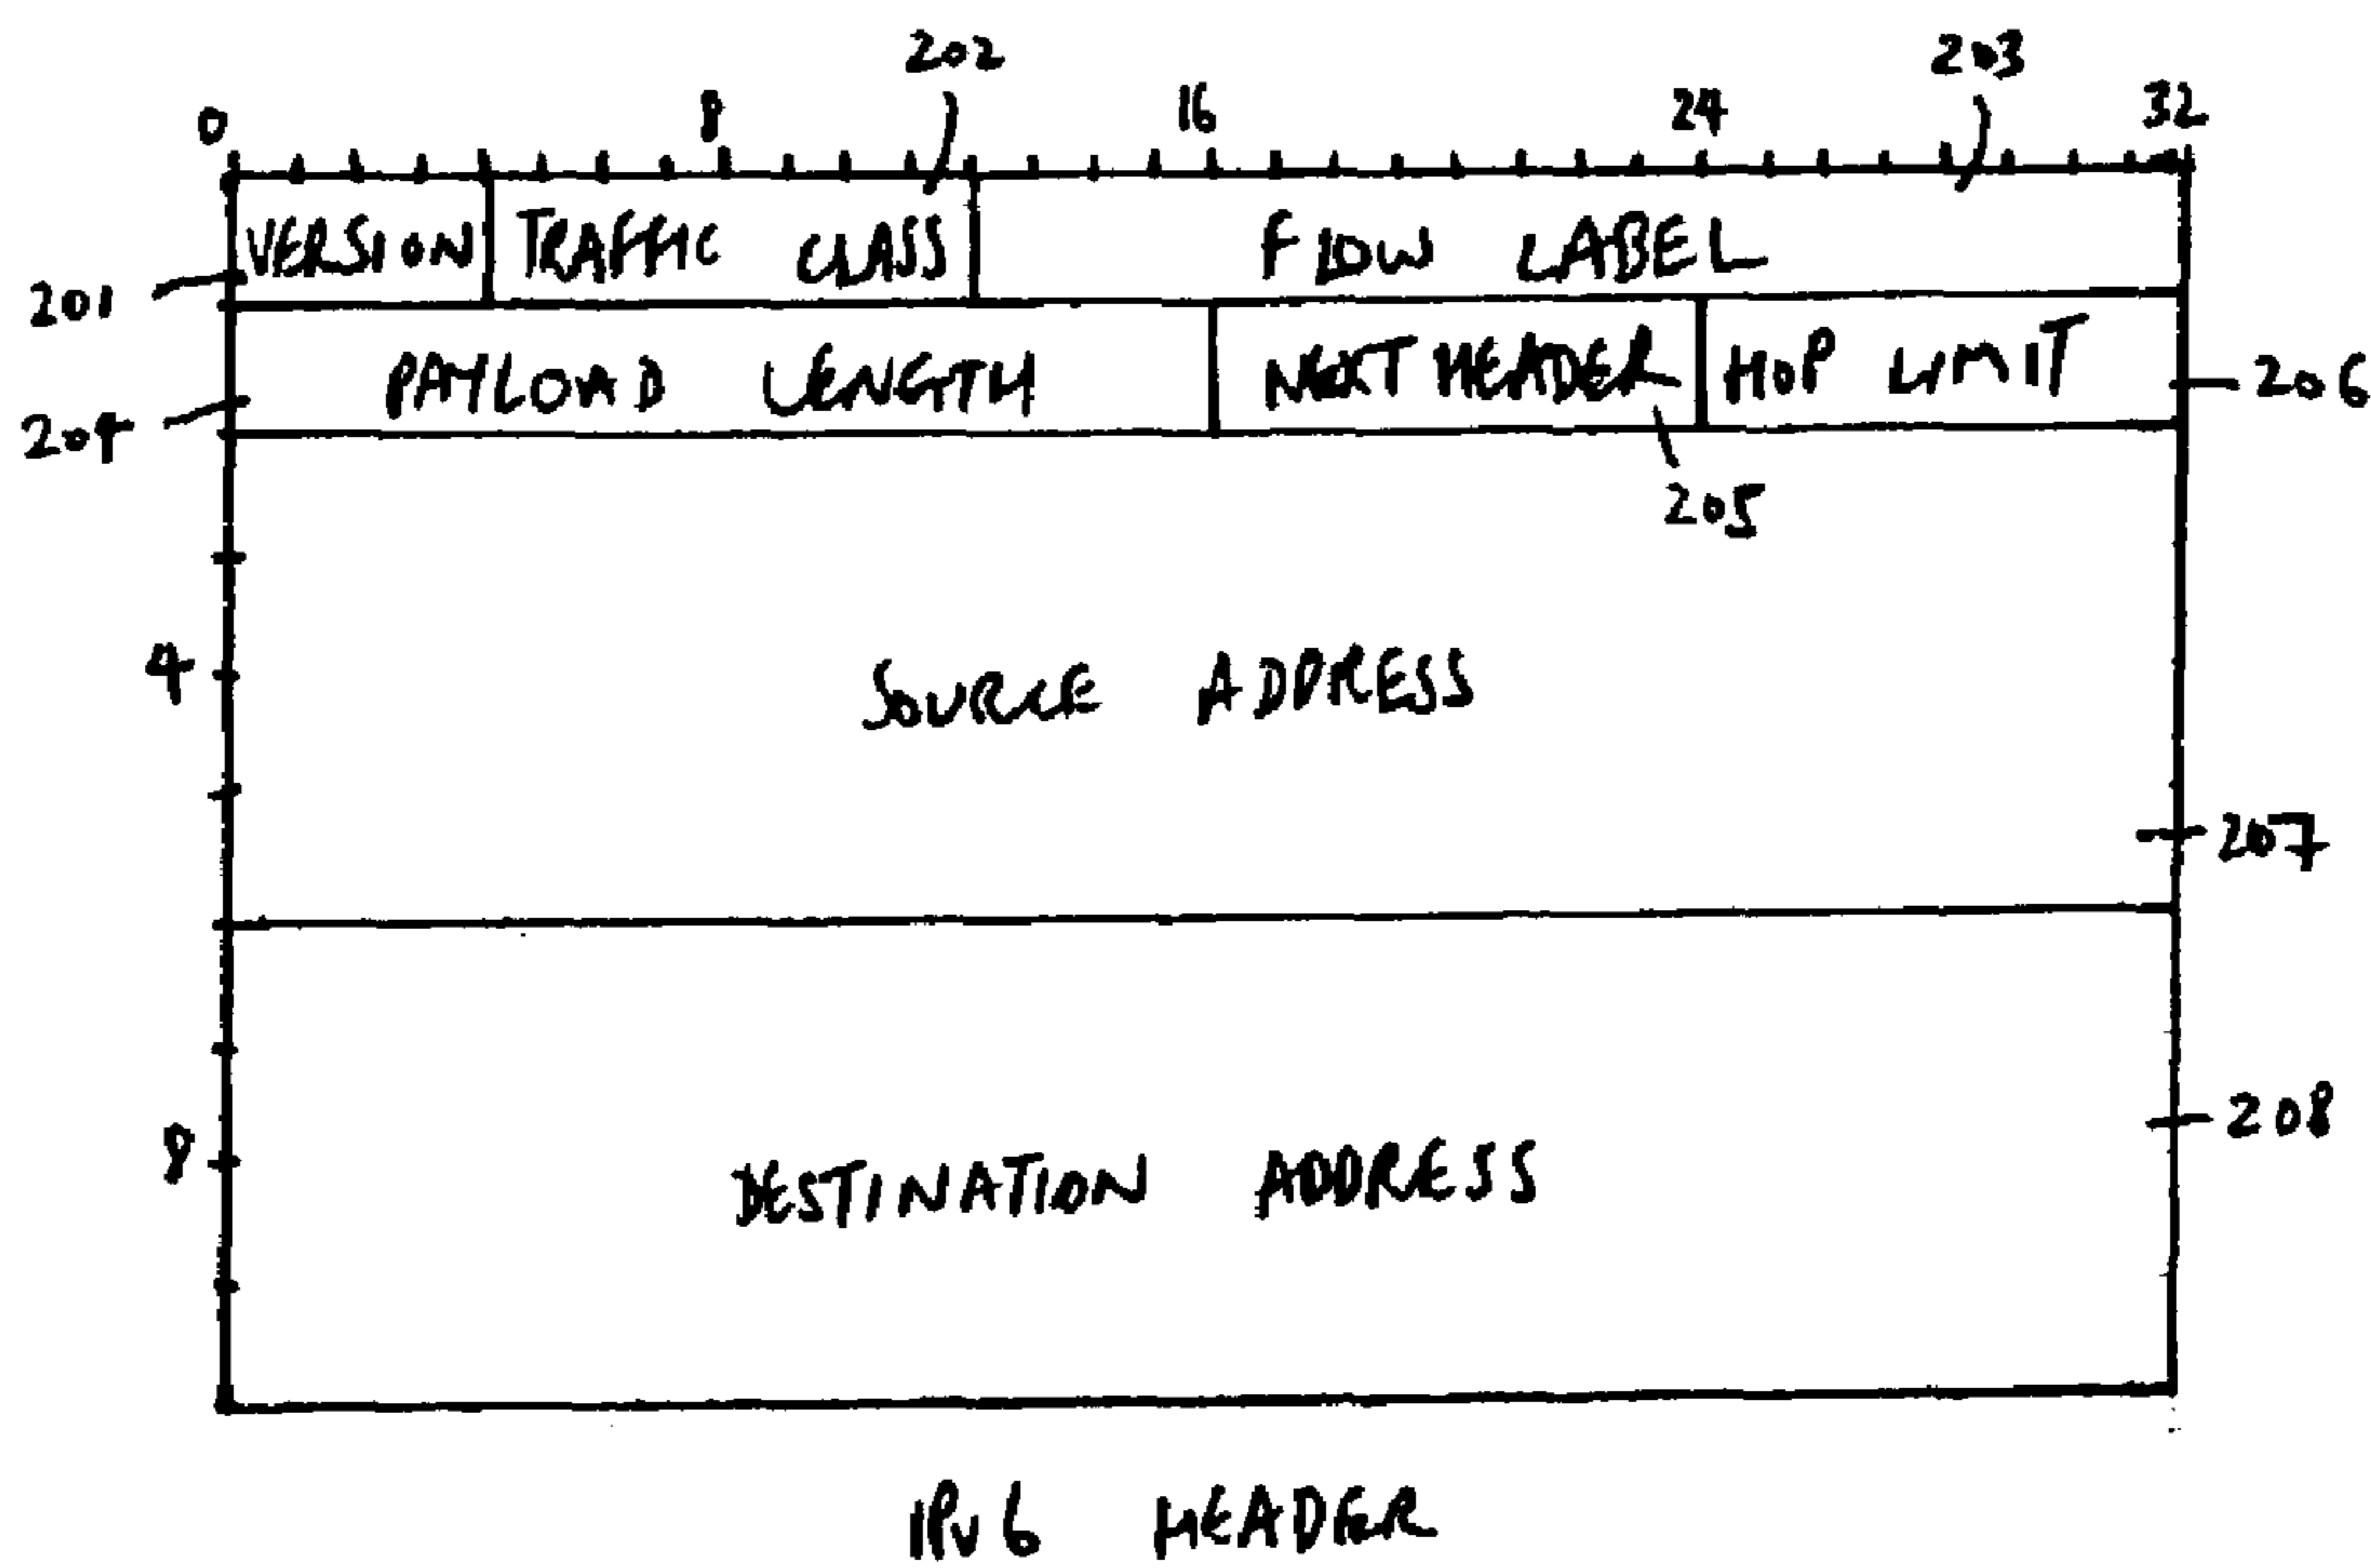 202 203
0 8 16 24 32
VERSION TRAFFIC CLASS FLOW LABEL
201
PAYLOAD LENGTH NEXT HEADER HOP LIMIT 206
204
205
4 SOURCE ADDRESS
207
208
8 DESTINATION ADDRESS
IPv6 HEADER